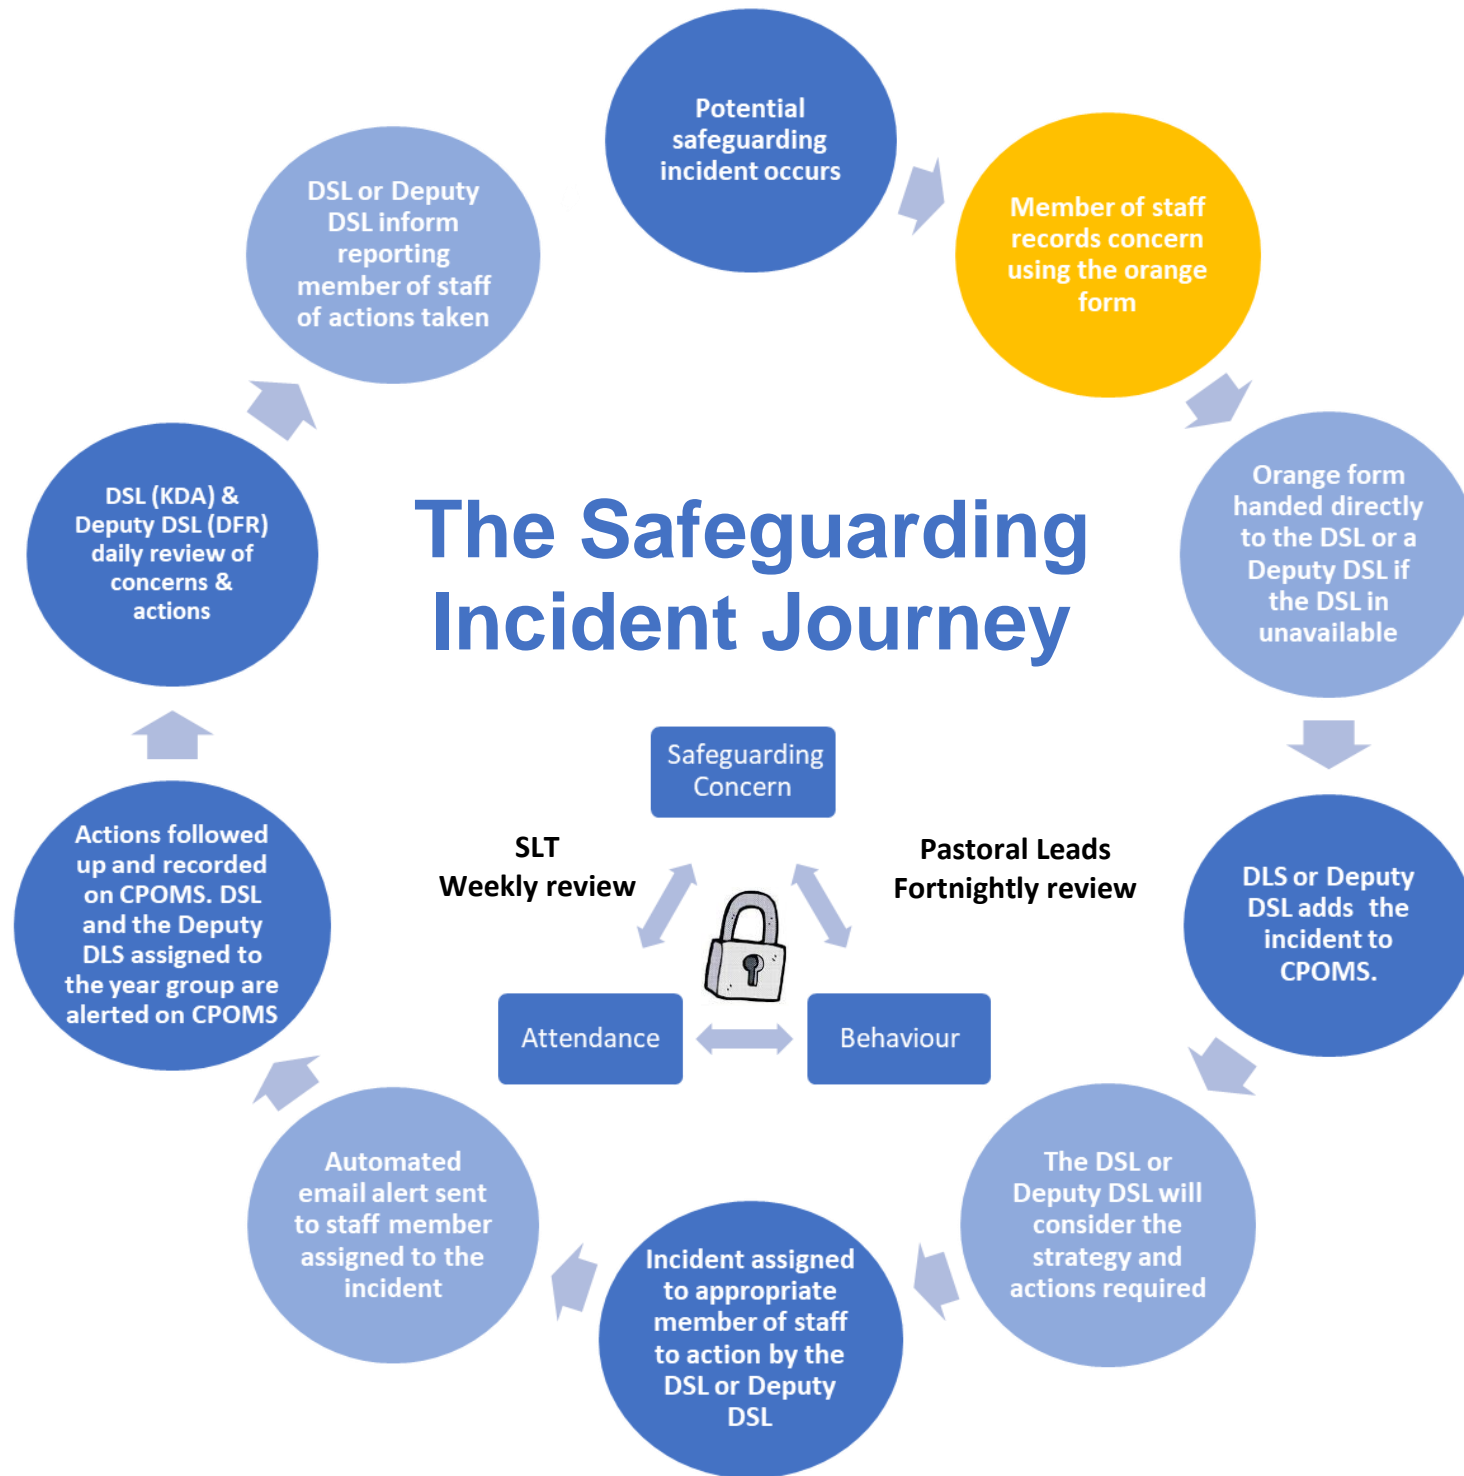 The Safeguarding
Incident Journey
Potential
safeguarding
incident occurs
Member of staff
records concern
using the orange
form
Orange form
handed directly
to the DSL or a
Deputy DSL if
the DSL in
unavailable
DLS or Deputy
DSL adds the
incident to
CPOMS.
The DSL or
Deputy DSL will
consider the
strategy and
actions required
Incident assigned
to appropriate
member of staff
to action by the
DSL or Deputy
DSL
Automated
email alert sent
to staff member
assigned to the
incident
Actions followed
up and recorded
on CPOMS. DSL
and the Deputy
DLS assigned to
the year group are
alerted on CPOMS
DSL (KDA) &
Deputy DSL (DFR)
daily review of
concerns &
actions
DSL or Deputy
DSL inform
reporting
member of staff
of actions taken
Safeguarding
Concern
SLT
Weekly review
Pastoral Leads
Fortnightly review
Attendance
Behaviour